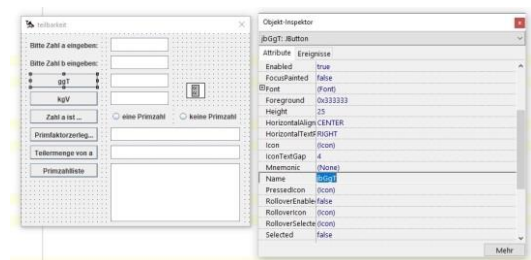 teilbarkeit
Bitte Zahl a eingeben:
Bitte Zahl b eingeben:
ggT
kgV
Zahl a ist ...
eine Primzahl
keine Primzahl
Primfaktorzerleg...
Teilermenge von a
Primzahlliste
Objekt-Inspektor
jbGgT: JButton
Attribute Ereignisse
Enabled true
FocusPainted false
Font (Font)
Foreground 0x333333
Height 25
HorizontalAlign CENTER
HorizontalTextP RIGHT
Icon (Icon)
IconTextGap 4
Mnemonic (None)
Name jbGgT
PressedIcon (Icon)
RolloverEnable false
RolloverIcon (Icon)
RolloverSelecte (Icon)
Selected false
Mehr